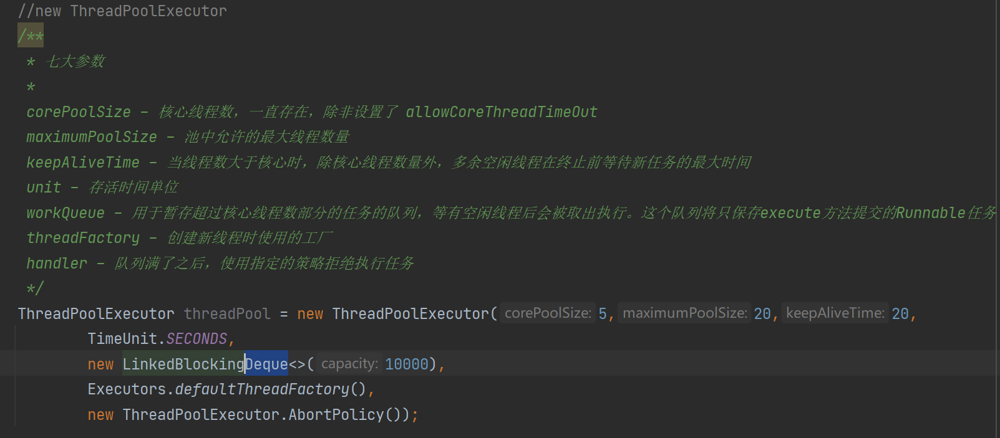 //new ThreadPoolExecutor
/**
* 七大参数
*
corePoolSize – 核心线程数，一直存在，除非设置了 allowCoreThreadTimeOut
maximumPoolSize – 池中允许的最大线程数量
keepAliveTime – 当线程数大于核心时，除核心线程数量外，多余空闲线程在终止前等待新任务的最大时间
unit – 存活时间单位
workQueue – 用于暂存超过核心线程数部分的任务的队列，等有空闲线程后会被取出执行。这个队列将只保存execute方法提交的Runnable任务
threadFactory – 创建新线程时使用的工厂
handler – 队列满了之后，使用指定的策略拒绝执行任务
*/
ThreadPoolExecutor threadPool = new ThreadPoolExecutor( corePoolSize: 5, maximumPoolSize: 20, keepAliveTime: 20,
TimeUnit.SECONDS,
new LinkedBlockingDeque<>( capacity: 10000),
Executors.defaultThreadFactory(),
new ThreadPoolExecutor.AbortPolicy());